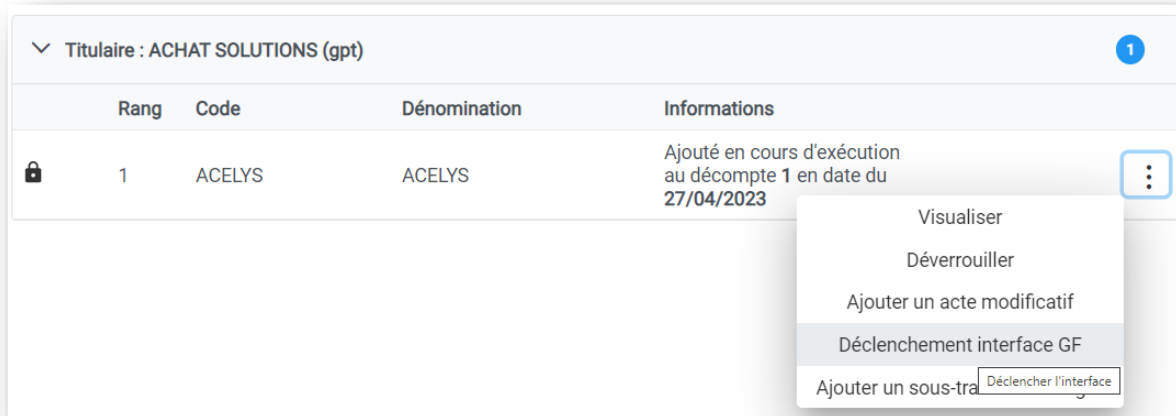 Titulaire : ACHAT SOLUTIONS (gpt)
1
Rang Code Dénomination Informations
1 ACELYS ACELYS
Ajouté en cours d'exécution
au décompte 1 en date du
27/04/2023
Visualiser
Déverrouiller
Ajouter un acte modificatif
Déclenchement interface GF
Ajouter un
Déclencher l'interface